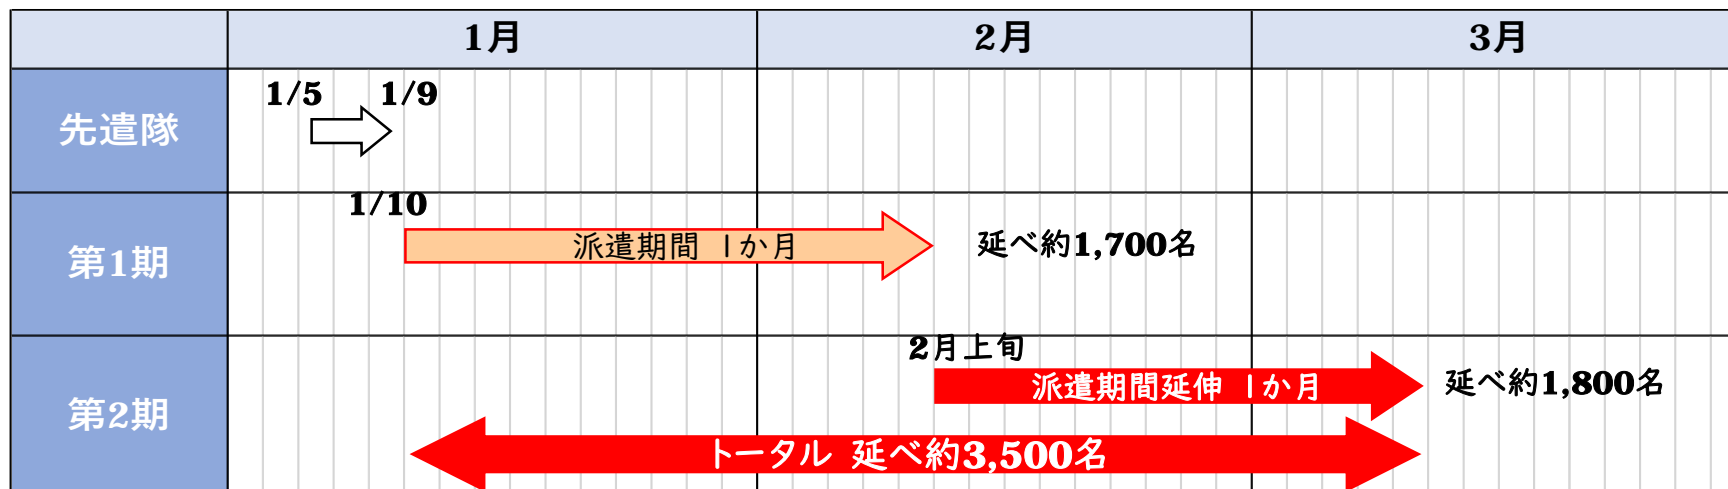 1月 2月 3月
先遣隊
1/5 1/9
第1期
1/10
派遣期間 1か月
延べ約1,700名
第2期
2月上旬
派遣期間延伸 1か月
延べ約1,800名
トータル 延べ約3,500名